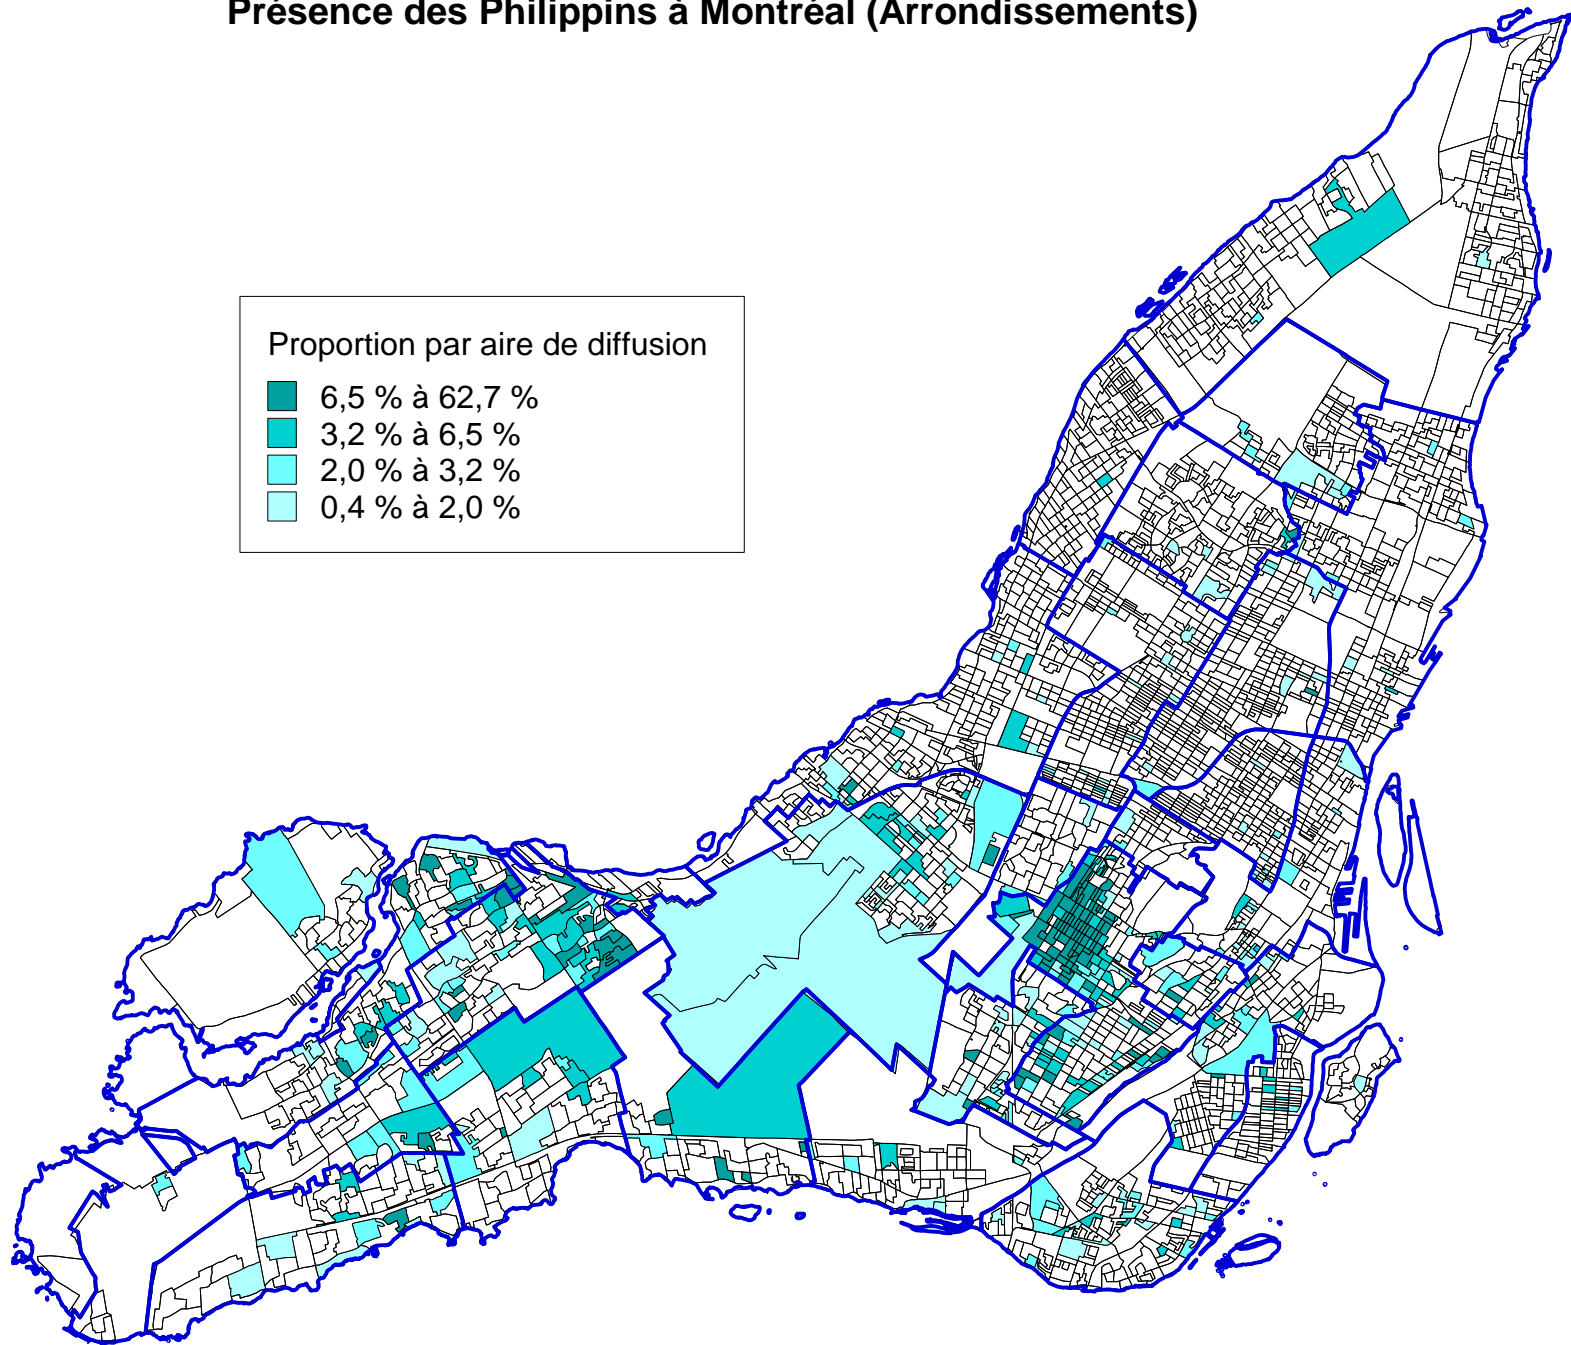 Présence des Philippins à Montréal (Arrondissements)
Proportion par aire de diffusion
6,5 % à 62,7 %
3,2 % à 6,5 %
2,0 % à 3,2 %
0,4 % à 2,0 %